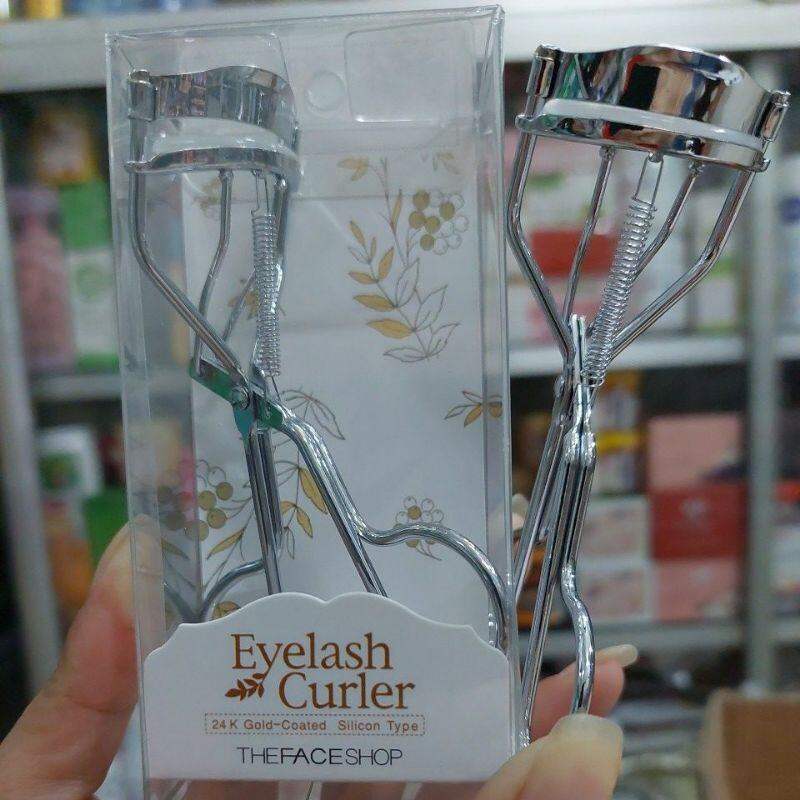 Eyelash
Curler
24K Gold-Coated Silicon Type
THEFACESHOP